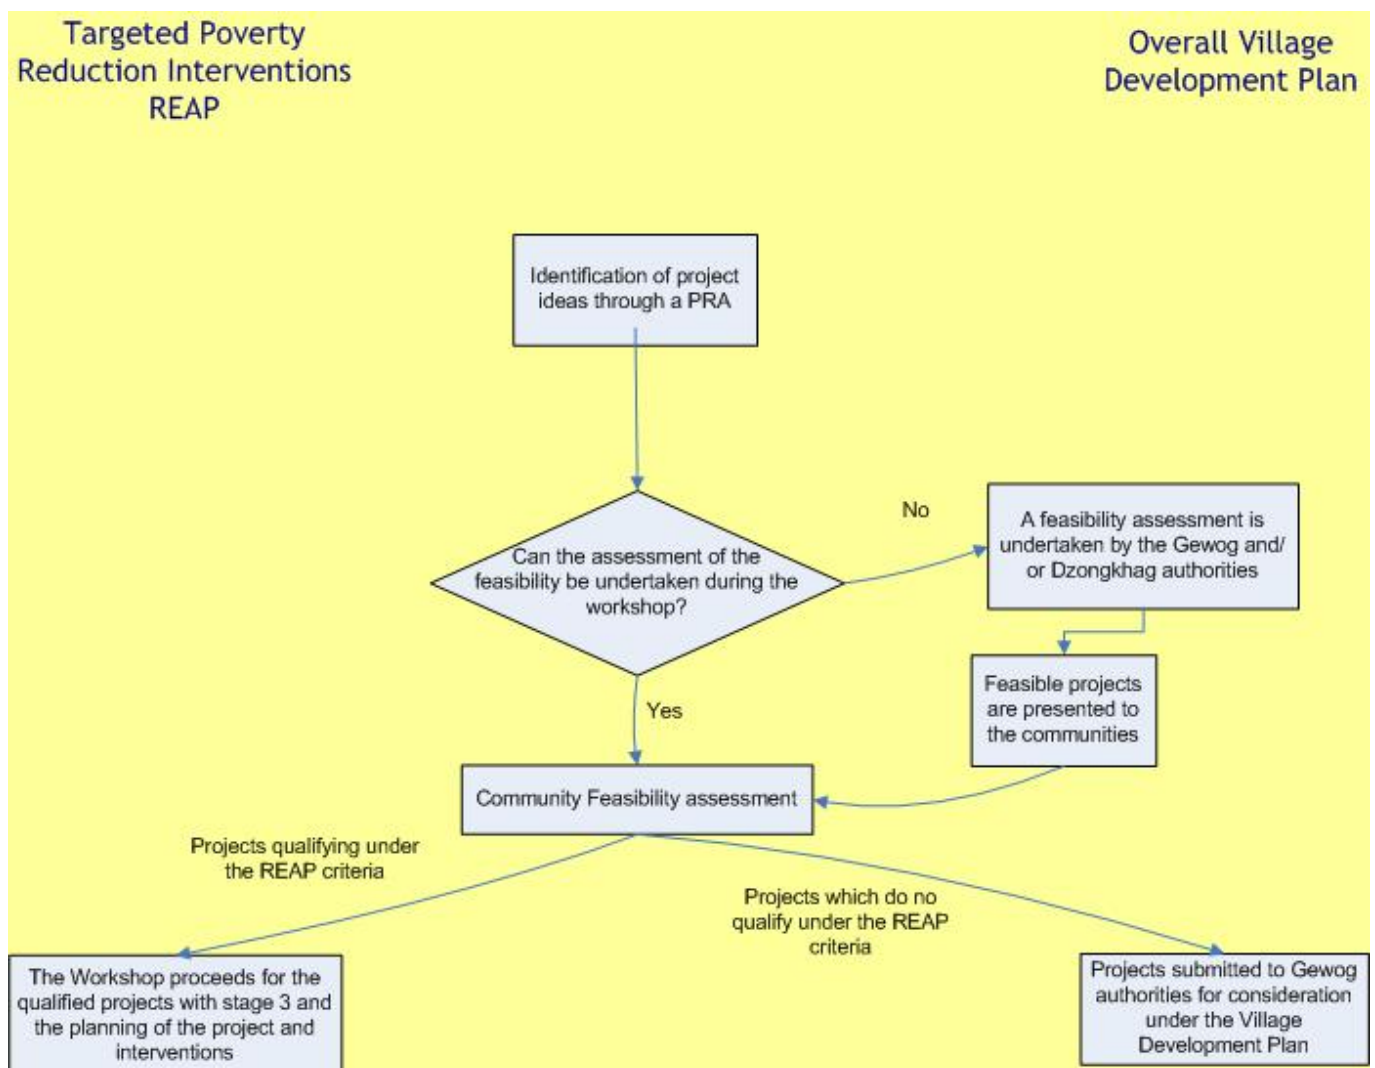 Targeted Poverty
Reduction Interventions
REAP
Overall Village
Development Plan
Identification of project
ideas through a PRA
Can the assessment of the
feasibility be undertaken during the
workshop?
No
A feasibility assessment is
undertaken by the Gewog and/
or Dzongkhag authorities
Feasible projects
are presented to
the communities
Yes
Community Feasibility assessment
Projects qualifying under
the REAP criteria
Projects which do no
qualify under the REAP
criteria
The Workshop proceeds for the
qualified projects with stage 3 and
the planning of the project and
interventions
Projects submitted to Gewog
authorities for consideration
under the Village
Development Plan